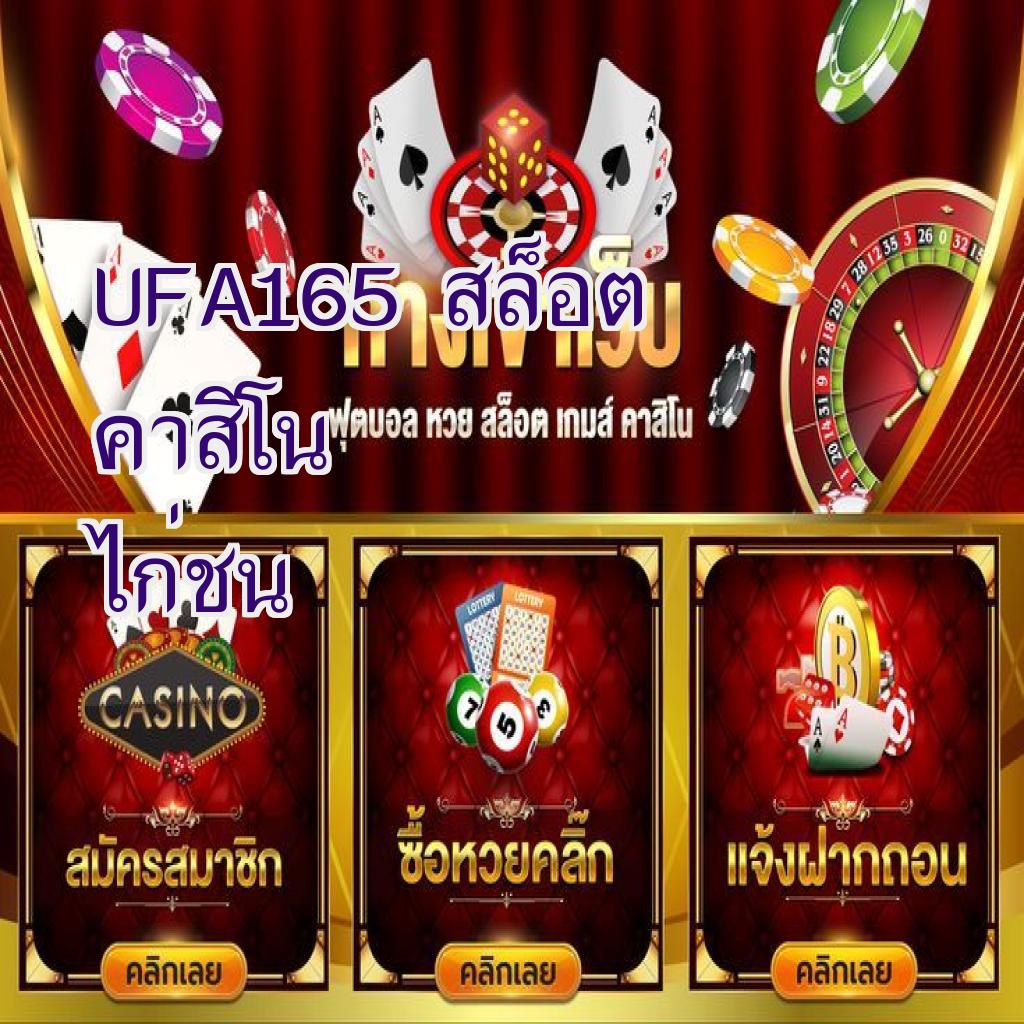 UFA165 สล็อต
คาสิโน
ไก่ชน
ฟุตบอล หวย สล็อต เกมส์ คาสิโน
LOTTERY
LOTTERY
CASINO
สมัครสมาชิก
คลิกเลย
ซื้อหวยคลิ๊ก
คลิกเลย
แจ้งฝากถอน
คลิกเลย